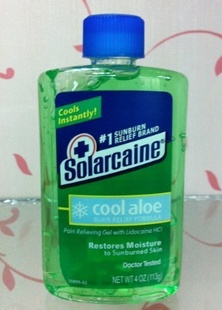 Cools
Instantly!
#1 SUNBURN
RELIEF BRAND
Solarcaine
cool aloe
BURN RELIEF FORMULA
Pain Relieving Gel with Lidocaine HCl
Restores Moisture
to Sunburned Skin
Doctor Tested
NET WT 4 OZ (113g)